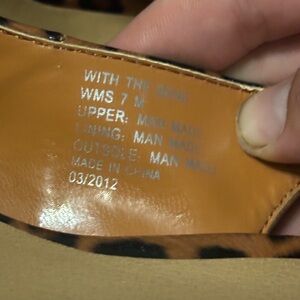 WITH THE
WMS 7 M
UPPER: MAN MADE
LINING: MAN MADE
OUTSOLE: MAN MADE
MADE IN CHINA
03/2012